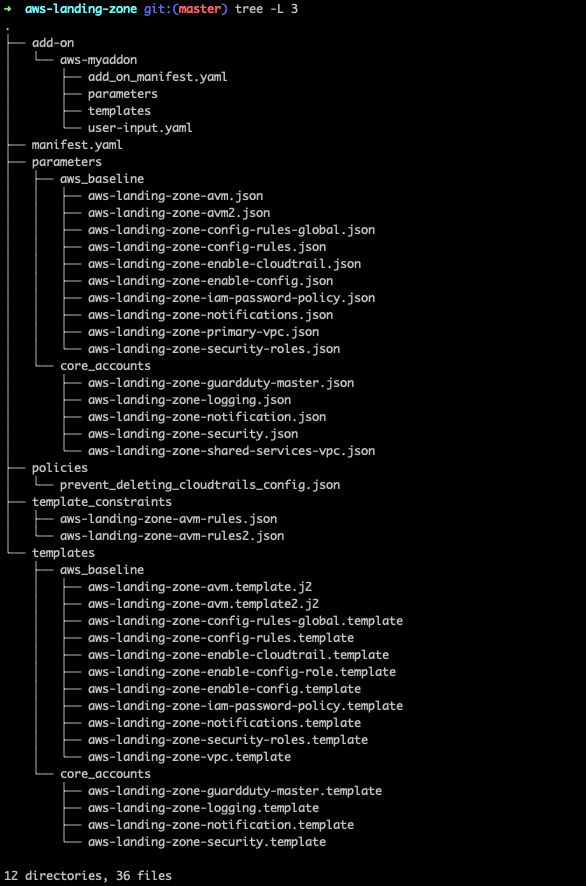 ➜  aws-landing-zone git:(master) tree -L 3
.
├── add-on
│   └── aws-myaddon
│       ├── add_on_manifest.yaml
│       ├── parameters
│       ├── templates
│       └── user-input.yaml
├── manifest.yaml
├── parameters
│   ├── aws_baseline
│   │   ├── aws-landing-zone-avm.json
│   │   ├── aws-landing-zone-avm2.json
│   │   ├── aws-landing-zone-config-rules-global.json
│   │   ├── aws-landing-zone-config-rules.json
│   │   ├── aws-landing-zone-enable-cloudtrail.json
│   │   ├── aws-landing-zone-enable-config.json
│   │   ├── aws-landing-zone-iam-password-policy.json
│   │   ├── aws-landing-zone-notifications.json
│   │   ├── aws-landing-zone-primary-vpc.json
│   │   └── aws-landing-zone-security-roles.json
│   └── core_accounts
│       ├── aws-landing-zone-guardduty-master.json
│       ├── aws-landing-zone-logging.json
│       ├── aws-landing-zone-notification.json
│       ├── aws-landing-zone-security.json
│       └── aws-landing-zone-shared-services-vpc.json
├── policies
│   └── prevent_deleting_cloudtrails_config.json
├── template_constraints
│   ├── aws-landing-zone-avm-rules.json
│   └── aws-landing-zone-avm-rules2.json
└── templates
    ├── aws_baseline
    │   ├── aws-landing-zone-avm.template.j2
    │   ├── aws-landing-zone-avm.template2.j2
    │   ├── aws-landing-zone-config-rules-global.template
    │   ├── aws-landing-zone-config-rules.template
    │   ├── aws-landing-zone-enable-cloudtrail.template
    │   ├── aws-landing-zone-enable-config-role.template
    │   ├── aws-landing-zone-enable-config.template
    │   ├── aws-landing-zone-iam-password-policy.template
    │   ├── aws-landing-zone-notifications.template
    │   ├── aws-landing-zone-security-roles.template
    │   └── aws-landing-zone-vpc.template
    └── core_accounts
        ├── aws-landing-zone-guardduty-master.template
        ├── aws-landing-zone-logging.template
        ├── aws-landing-zone-notification.template
        └── aws-landing-zone-security.template

12 directories, 36 files